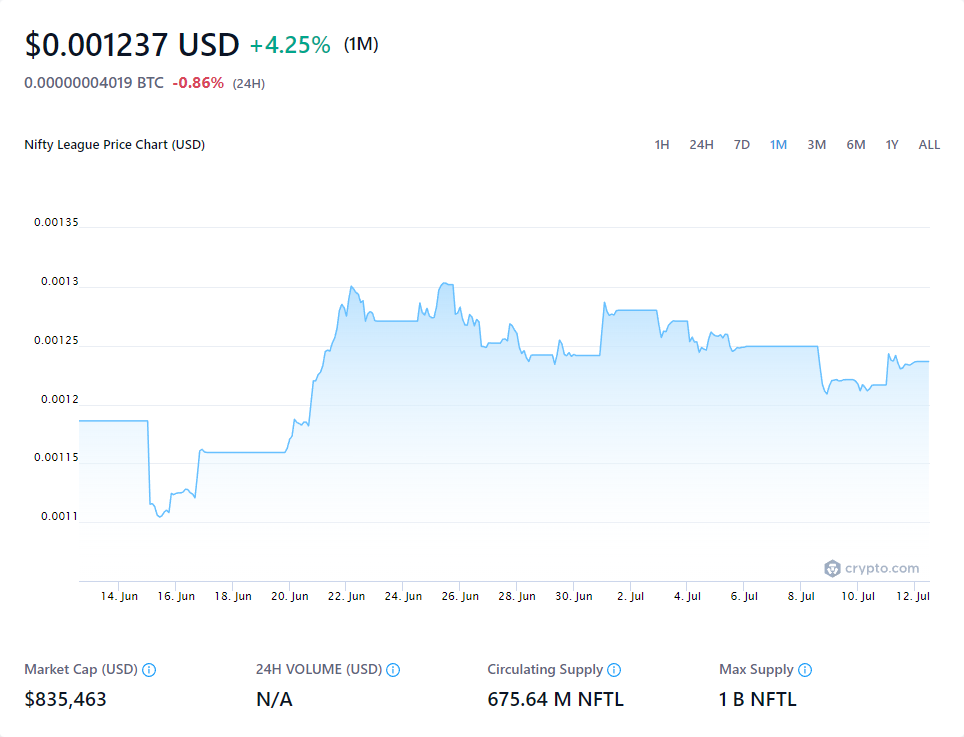 $0.001237 USD +4.25% (1M)
0.00000004019 BTC -0.86% (24H)
Nifty League Price Chart (USD)
1H 24H 7D 1M 3M 6M 1Y ALL
0.00135
0.0013
0.00125
0.0012
0.00115
0.0011
crypto.com
14. Jun 16. Jun 18. Jun 20. Jun 22. Jun 24. Jun 26. Jun 28. Jun 30. Jun 2. Jul 4. Jul 6. Jul 8. Jul 10. Jul 12. Jul
Market Cap (USD) 24H VOLUME (USD) Circulating Supply Max Supply
$835,463 N/A 675.64 M NFTL 1 B NFTL